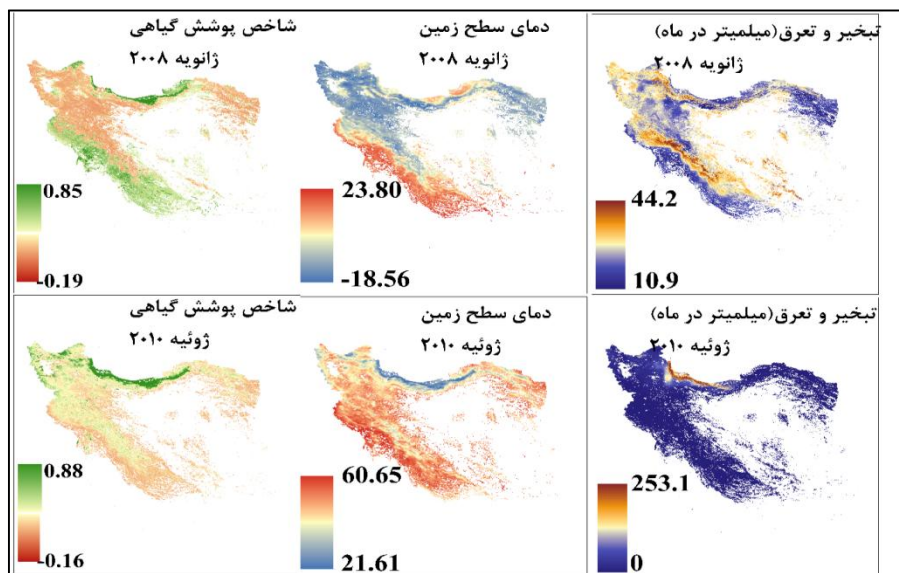 شاخص پوشش گیاهی
ژانویه ۲۰۰۸
0.85
-0.19
دمای سطح زمین
ژانویه ۲۰۰۸
23.80
-18.56
تبخیر و تعرق(میلمیتر در ماه)
ژانویه ۲۰۰۸
44.2
10.9
شاخص پوشش گیاهی
ژوئیه ۲۰۱۰
0.88
-0.16
دمای سطح زمین
ژوئیه ۲۰۱۰
60.65
21.61
تبخیر و تعرق(میلمیتر در ماه)
ژوئیه ۲۰۱۰
253.1
0